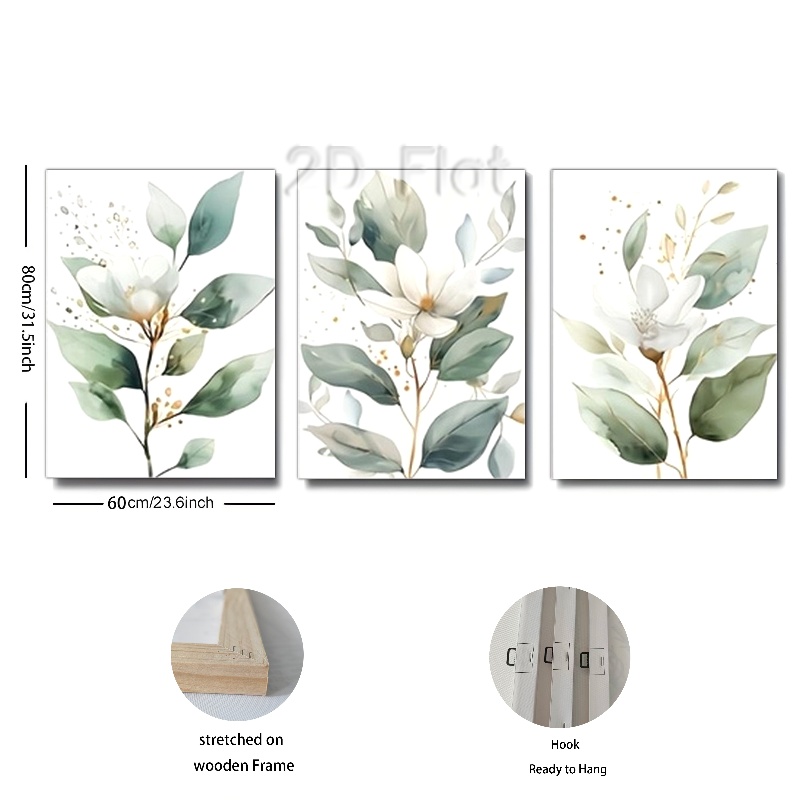 2D Flat
80cm/31.5inch
60cm/23.6inch
stretched on
wooden Frame
Hook
Ready to Hang